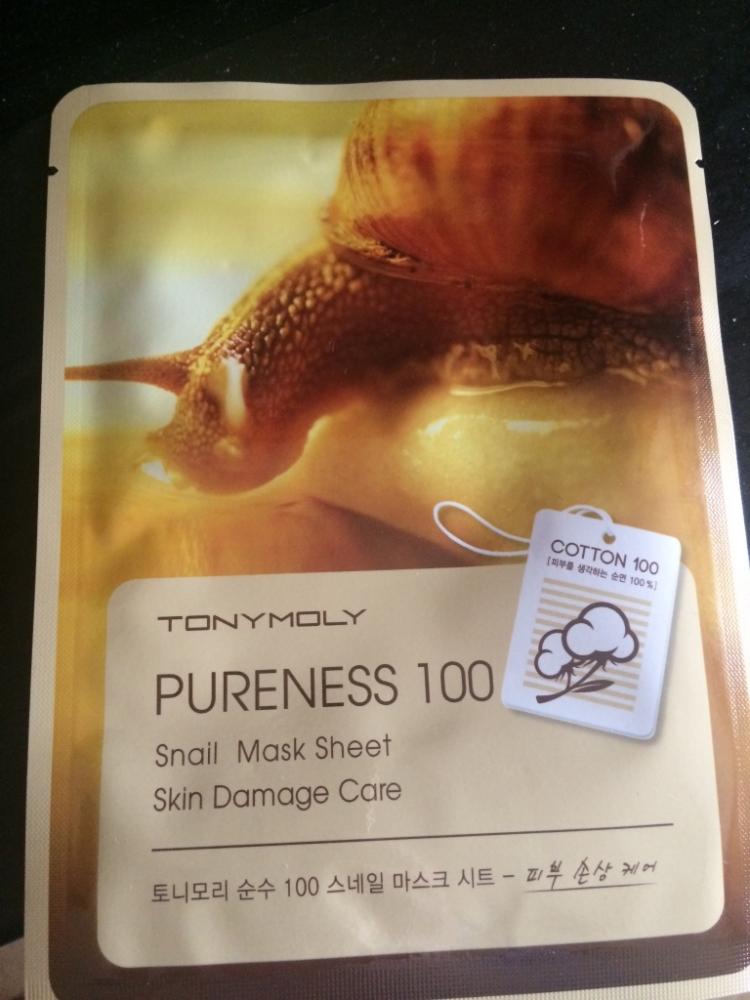 COTTON 100
[피부를 생각하는 순면 100%]
TONYMOLY
PURENESS 100
Snail Mask Sheet
Skin Damage Care
토니모리 순수 100 스네일 마스크 시트 - 피부 손상 케어